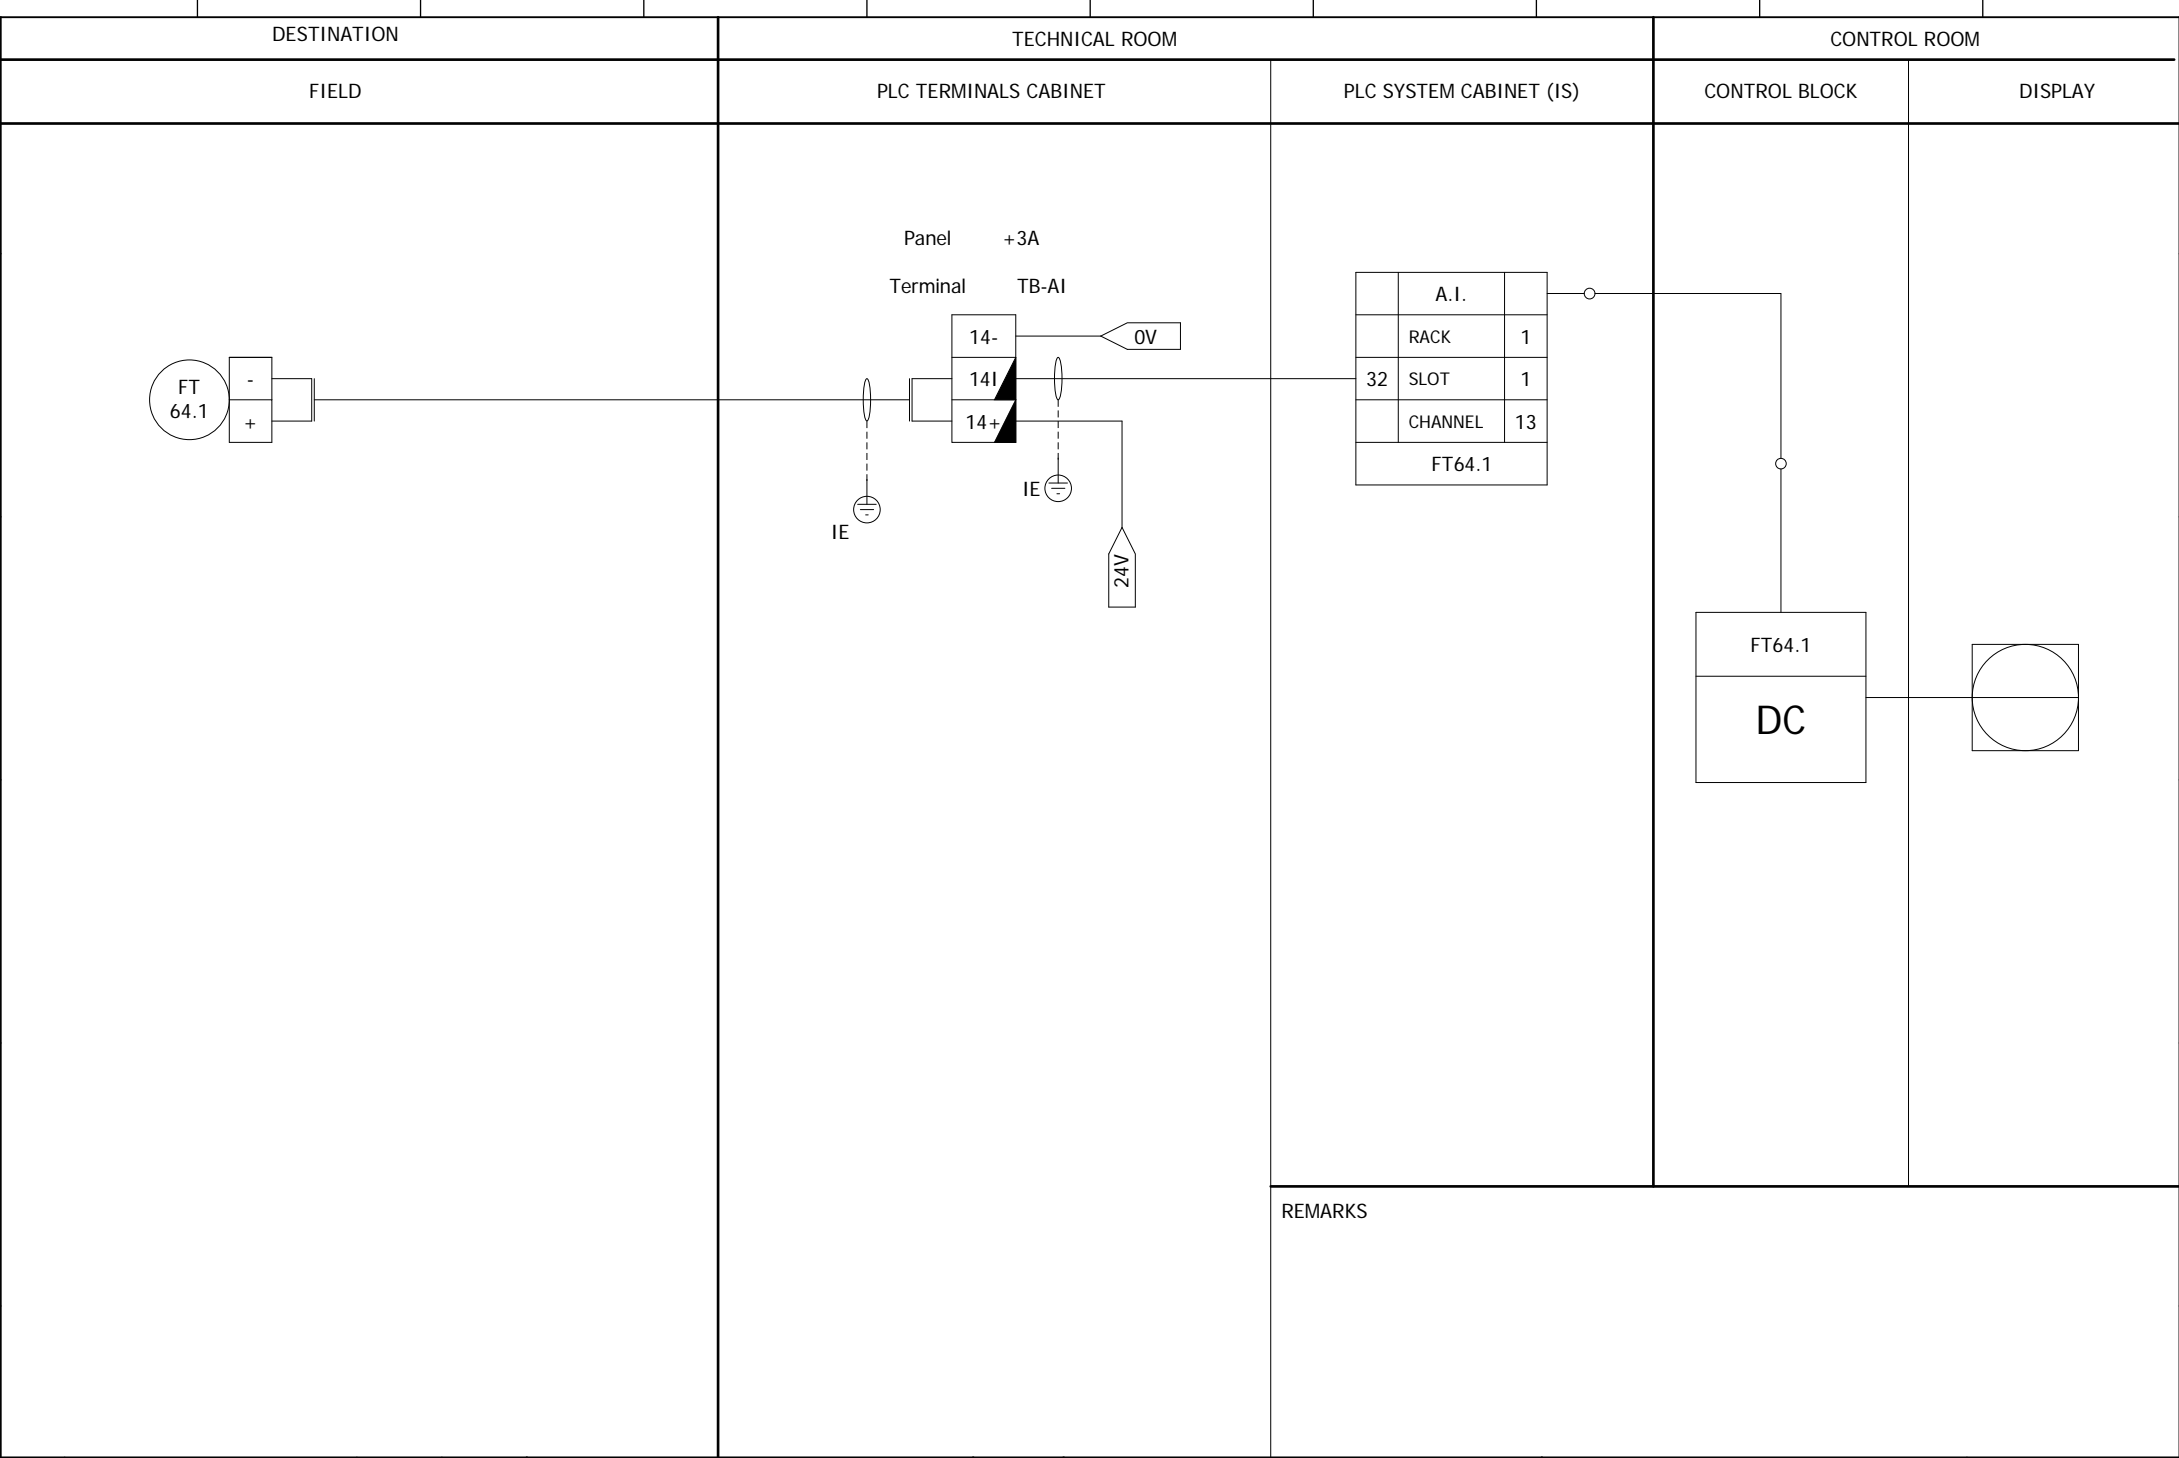 DESTINATION
TECHNICAL ROOM
CONTROL ROOM
FIELD
PLC TERMINALS CABINET
PLC SYSTEM CABINET (IS)
CONTROL BLOCK
DISPLAY
Panel +3A
Terminal TB-AI
14-
0V
14I
14+
IE
IE
24V
FT
64.1
-
+
A.I.
RACK 1
32 SLOT 1
CHANNEL 13
FT64.1
FT64.1
DC
REMARKS